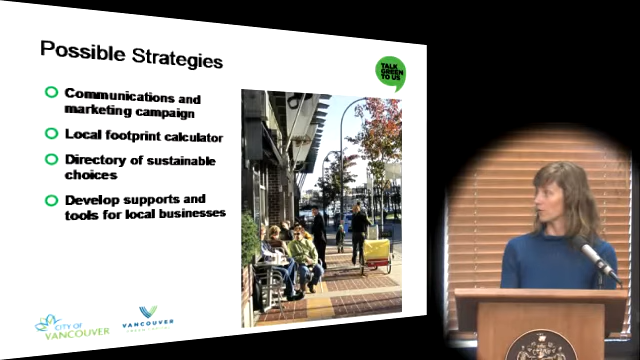 Possible Strategies
TALK
GREEN
TO US
Communications and
marketing campaign
Local footprint calculator
Directory of sustainable
choices
Develop supports and
tools for local businesses
CITY OF
VANCOUVER
VANCOUVER